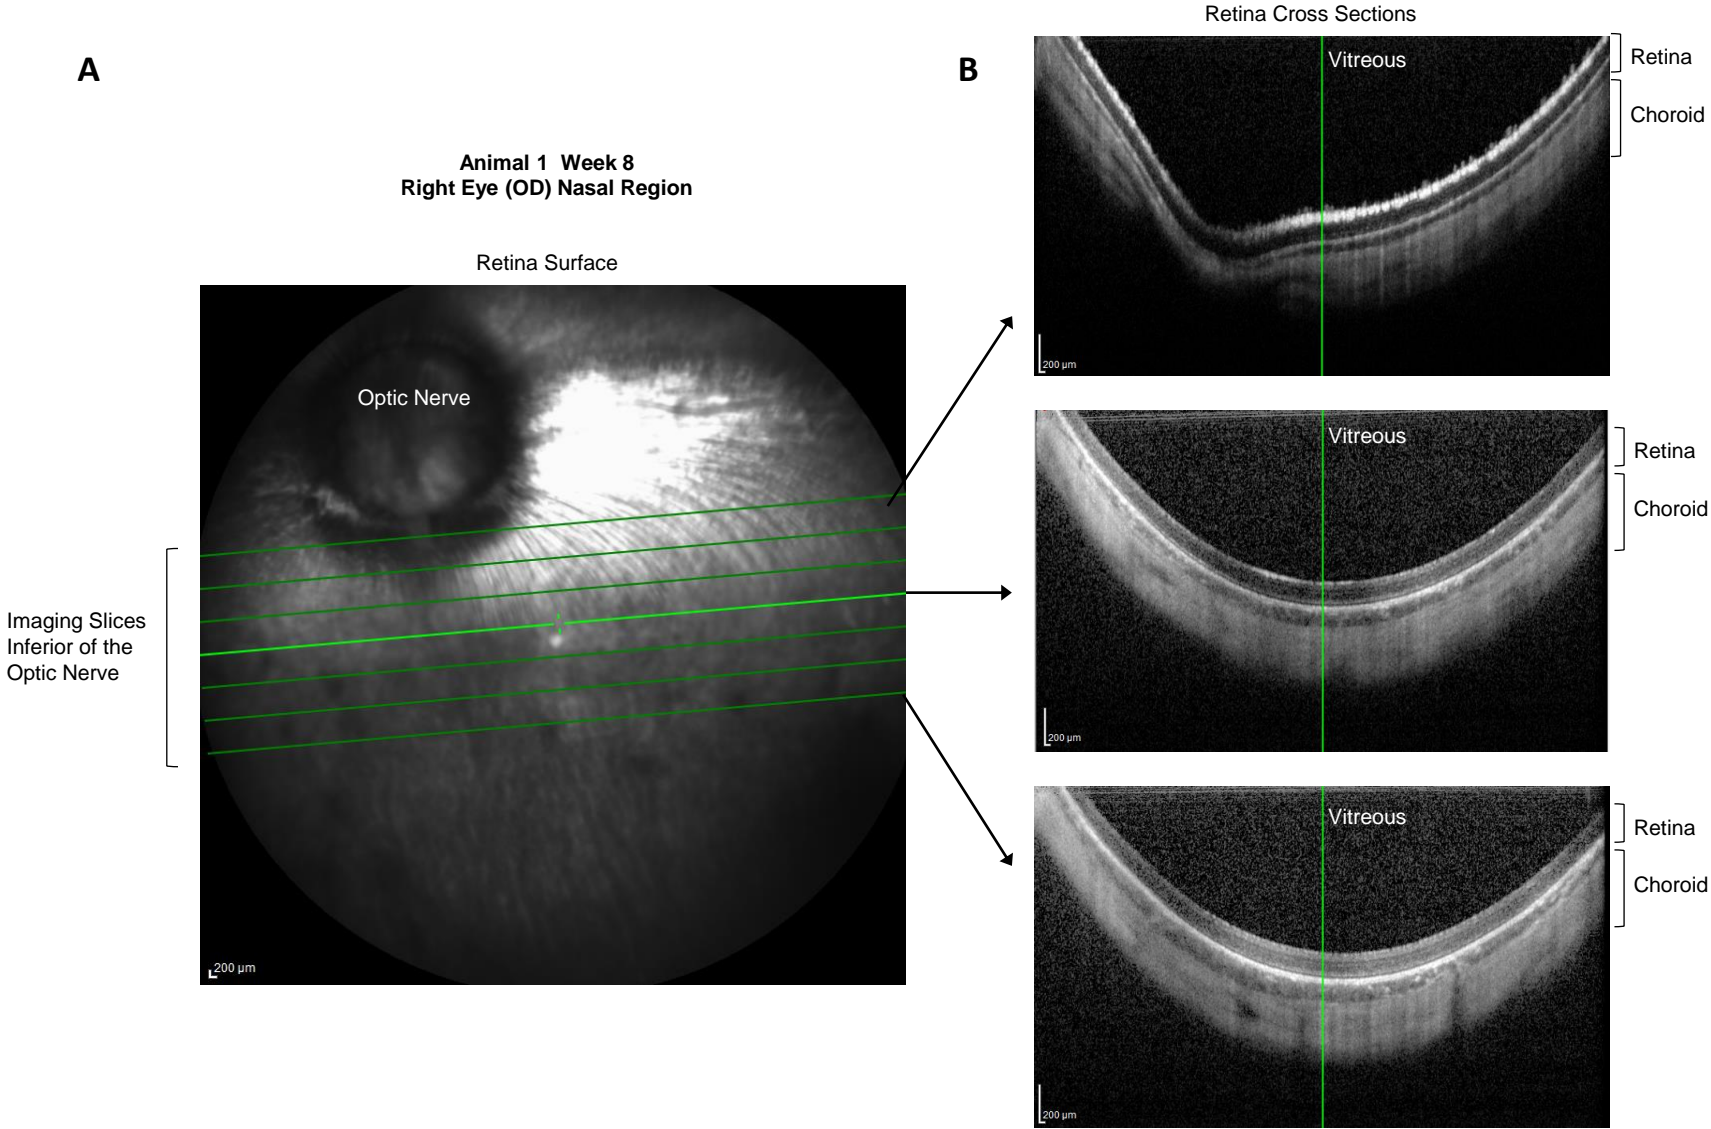 A
Animal 1 Week 8
Right Eye (OD) Nasal Region
Retina Surface
Optic Nerve
Imaging Slices
Inferior of the
Optic Nerve
200 µm
B
Retina Cross Sections
Vitreous
Retina
Choroid
200 µm
Vitreous
Retina
Choroid
200 µm
Vitreous
Retina
Choroid
200 µm